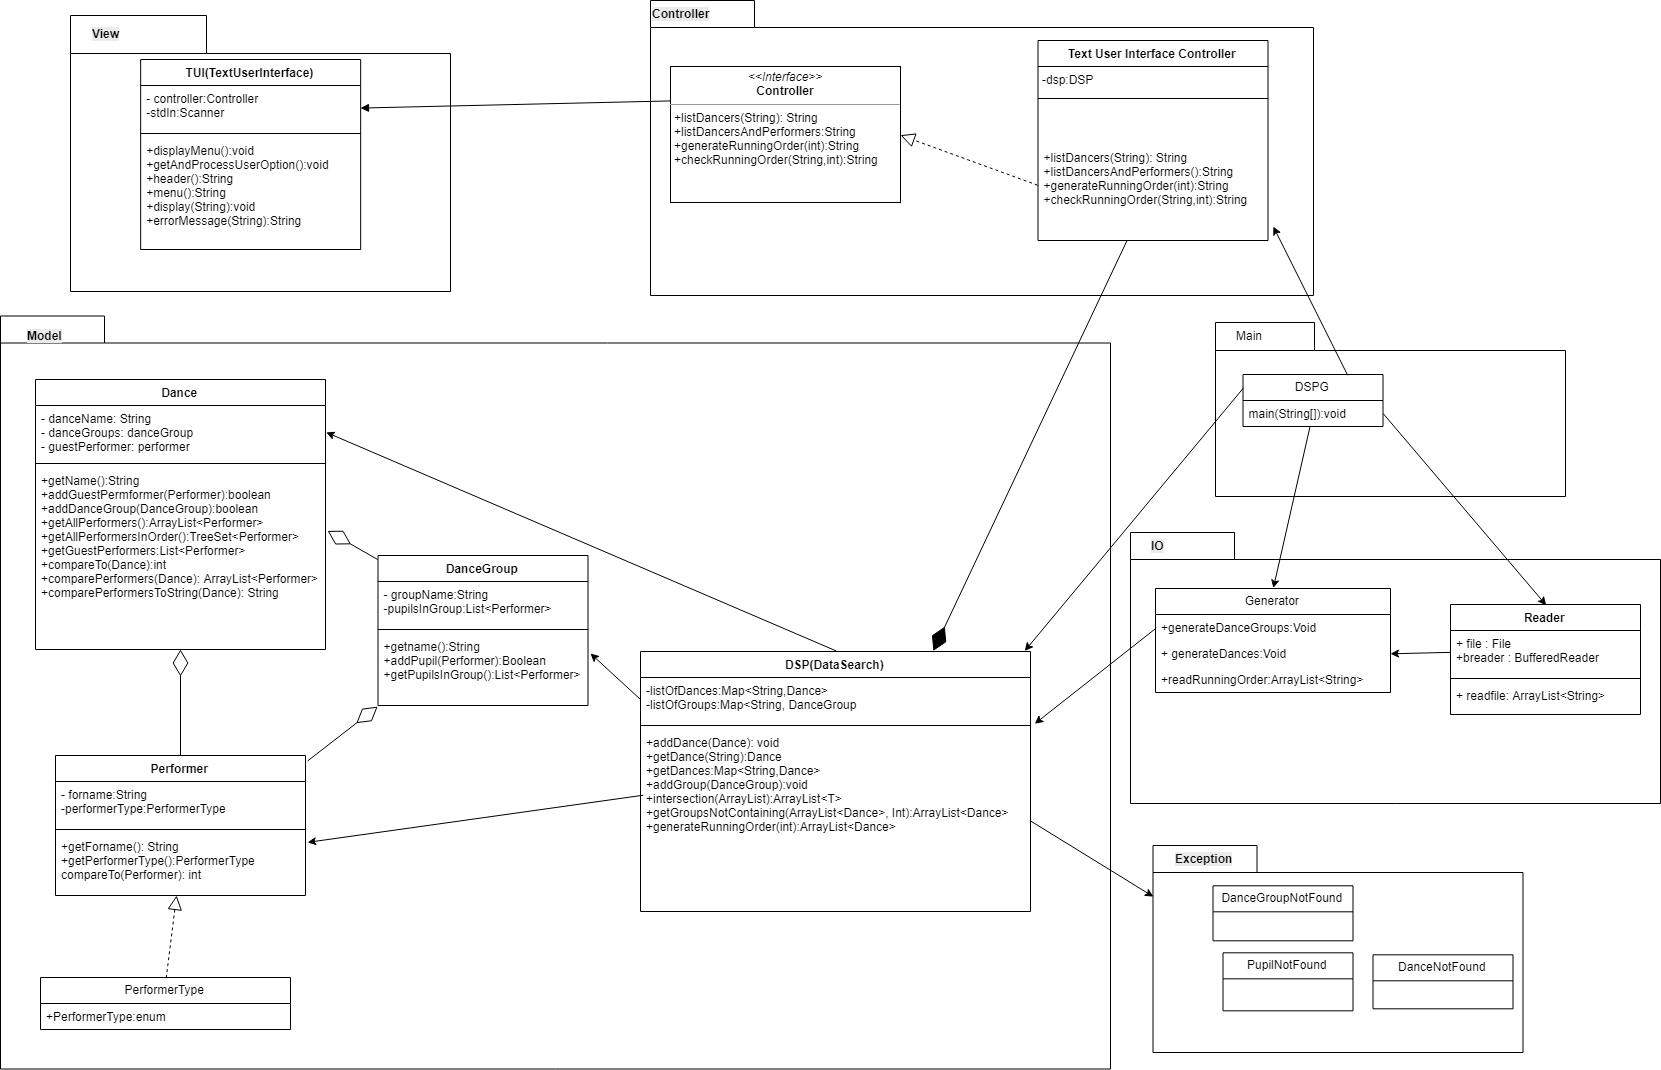 View
TUI(TextUserInterface)
- controller:Controller
-stdIn:Scanner
+displayMenu():void
+getAndProcessUserOption():void
+header():String
+menu():String
+display(String):void
+errorMessage(String):String
Controller
<<Interface>>
Controller
+listDancers(String): String
+listDancersAndPerformers:String
+generateRunningOrder(int):String
+checkRunningOrder(String,int):String
Text User Interface Controller
-dsp:DSP
+listDancers(String): String
+listDancersAndPerformers():String
+generateRunningOrder(int):String
+checkRunningOrder(String,int):String
Model
Dance
- danceName: String
- danceGroups: danceGroup
- guestPerformer: performer
+getName():String
+addGuestPermformer(Performer):boolean
+addDanceGroup(DanceGroup):boolean
+getAllPerformers():ArrayList<Performer>
+getAllPerformersInOrder():TreeSet<Performer>
+getGuestPerformers:List<Performer>
+compareTo(Dance):int
+comparePerformers(Dance): ArrayList<Performer>
+comparePerformersToString(Dance): String
DanceGroup
- groupName:String
-pupilsInGroup:List<Performer>
+getname():String
+addPupil(Performer):Boolean
+getPupilsInGroup():List<Performer>
Performer
- forname:String
-performerType:PerformerType
+getForname(): String
+getPerformerType():PerformerType
compareTo(Performer): int
PerformerType
+PerformerType:enum
DSP(DataSearch)
-listOfDances:Map<String,Dance>
-listOfGroups:Map<String, DanceGroup
+addDance(Dance): void
+getDance(String):Dance
+getDances:Map<String,Dance>
+addGroup(DanceGroup):void
+intersection(ArrayList):ArrayList<T>
+getGroupsNotContaining(ArrayList<Dance>, Int):ArrayList<Dance>
+generateRunningOrder(int):ArrayList<Dance>
Main
DSPG
main(String[]):void
IO
Generator
+generateDanceGroups:Void
+ generateDances:Void
+readRunningOrder:ArrayList<String>
Reader
+ file : File
+breader : BufferedReader
+ readfile: ArrayList<String>
Exception
DanceGroupNotFound
PupilNotFound
DanceNotFound